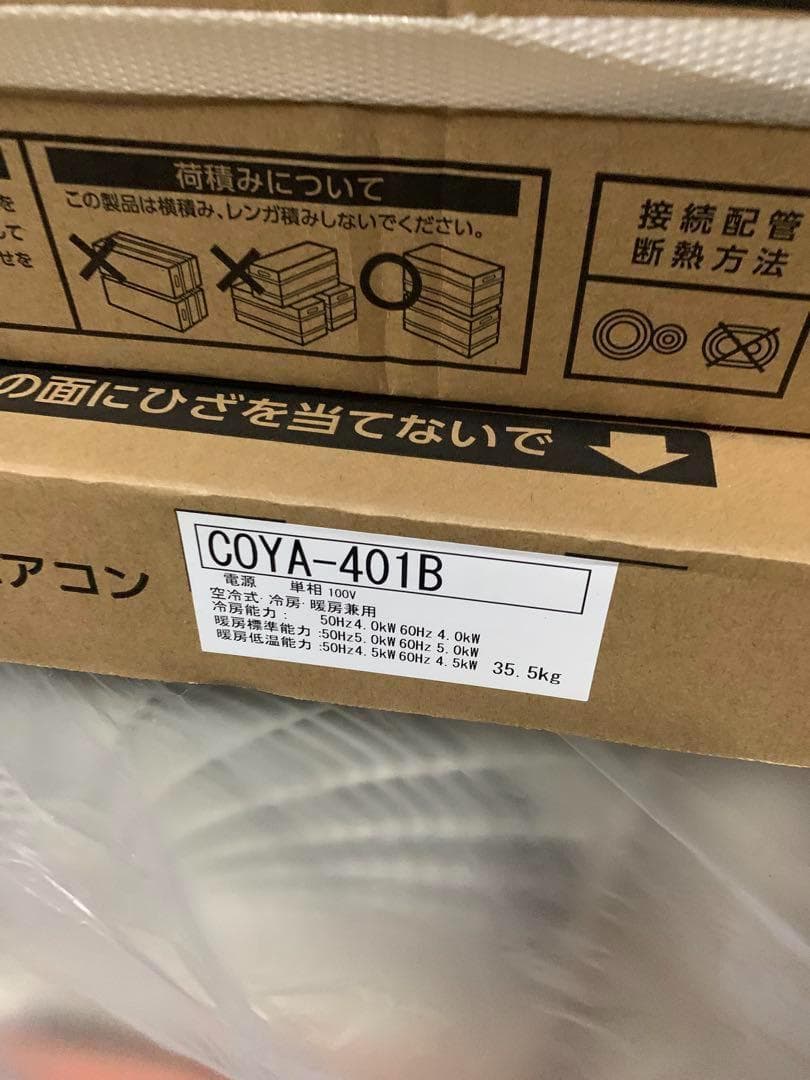 荷積みについて
この製品は横積み、レンガ積みしないでください。
を
して
せを
接続配管
断熱方法
の面にひざを当てないで
エアコン
COYA-401B
電源 単相 100V
空冷式・冷房・暖房兼用
冷房能力: 50Hz4.0kW 60Hz 4.0kW
暖房標準能力:50Hz5.0kW 60Hz 5.0kW
暖房低温能力:50Hz4.5kW 60Hz 4.5kW 35.5kg